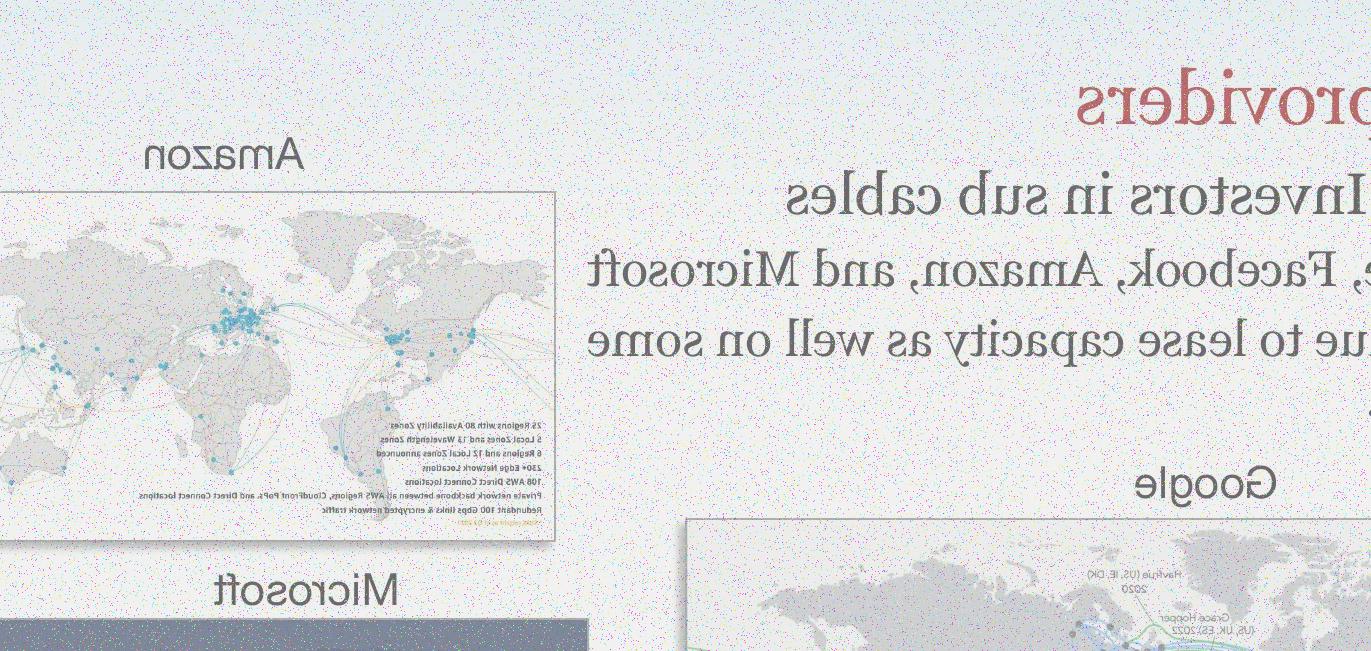 providers
Investors in sub cables
, Facebook, Amazon, and Microsoft
to lease capacity as well on some
Amazon
25 Regions with 80 Availability Zones
5 Local Zones and 13 Wavelength Zones
6 Regions and 12 Local Zones announced
230+ Edge Network Locations
108 AWS Direct Connect locations
Private network backbone between all AWS Regions, CloudFront PoPs, and Direct Connect locations
Redundant 100 Gbps links & encrypted network traffic
Google
Havfrue (US, IE, DK)
2020
Grace Hopper
(US, UK, ES) 2022
Microsoft